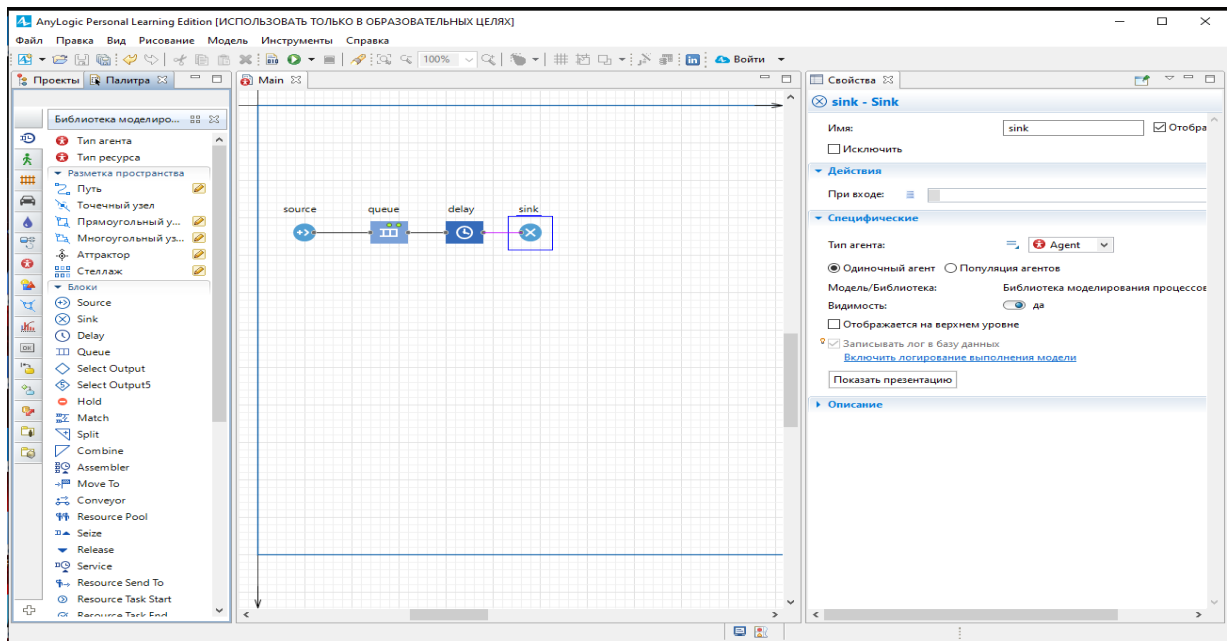 AnyLogic Personal Learning Edition [ИСПОЛЬЗОВАТЬ ТОЛЬКО В ОБРАЗОВАТЕЛЬНЫХ ЦЕЛЯХ]
Файл Правка Вид Рисование Модель Инструменты Справка
100% Войти
Проекты Палитра
Библиотека моделиро...
Тип агента
Тип ресурса
Разметка пространства
Путь
Точечный узел
Прямоугольный у...
Многоугольный уз...
Аттрактор
Стеллаж
Блоки
Source
Sink
Delay
Queue
Select Output
Select Output5
Hold
Match
Split
Combine
Assembler
Move To
Conveyor
Resource Pool
Seize
Release
Service
Resource Send To
Resource Task Start
Resource Task End
Main
source queue delay sink
Свойства
sink - Sink
Имя: sink Отобра
Исключить
Действия
При входе:
Специфические
Тип агента: Agent
Одиночный агент Популяция агентов
Модель/Библиотека: Библиотека моделирования процессов
Видимость: да
Отображается на верхнем уровне
Записывать лог в базу данных
Включить логирование выполнения модели
Показать презентацию
Описание